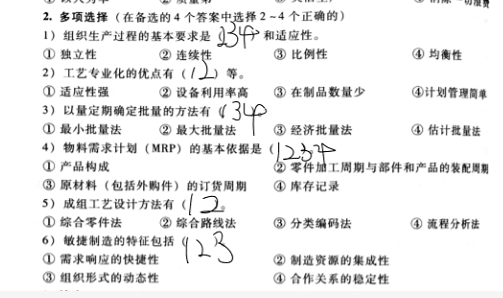 2. 多项选择（在备选的4个答案中选择2~4个正确的）
1）组织生产过程的基本要求是 234 和适应性。
① 独立性 ② 连续性 ③ 比例性 ④ 均衡性
2）工艺专业化的优点有（12）等。
① 适应性强 ② 设备利用率高 ③ 在制品数量少 ④计划管理简单
3）以量定期确定批量的方法有（134
① 最小批量法 ② 最大批量法 ③ 经济批量法 ④ 估计批量法
4）物料需求计划（MRP）的基本依据是（1234
① 产品构成 ② 零件加工周期与部件和产品的装配周期
③ 原材料（包括外购件）的订货周期 ④ 库存记录
5）成组工艺设计方法有（12。
① 综合零件法 ② 综合路线法 ③ 分类编码法 ④ 流程分析法
6）敏捷制造的特征包括（123
① 需求响应的快捷性 ② 制造资源的集成性
③ 组织形式的动态性 ④ 合作关系的稳定性